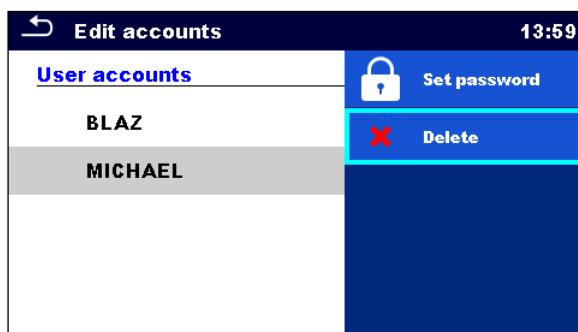 Edit accounts 13:59
User accounts
BLAZ
MICHAEL
Set password
Delete